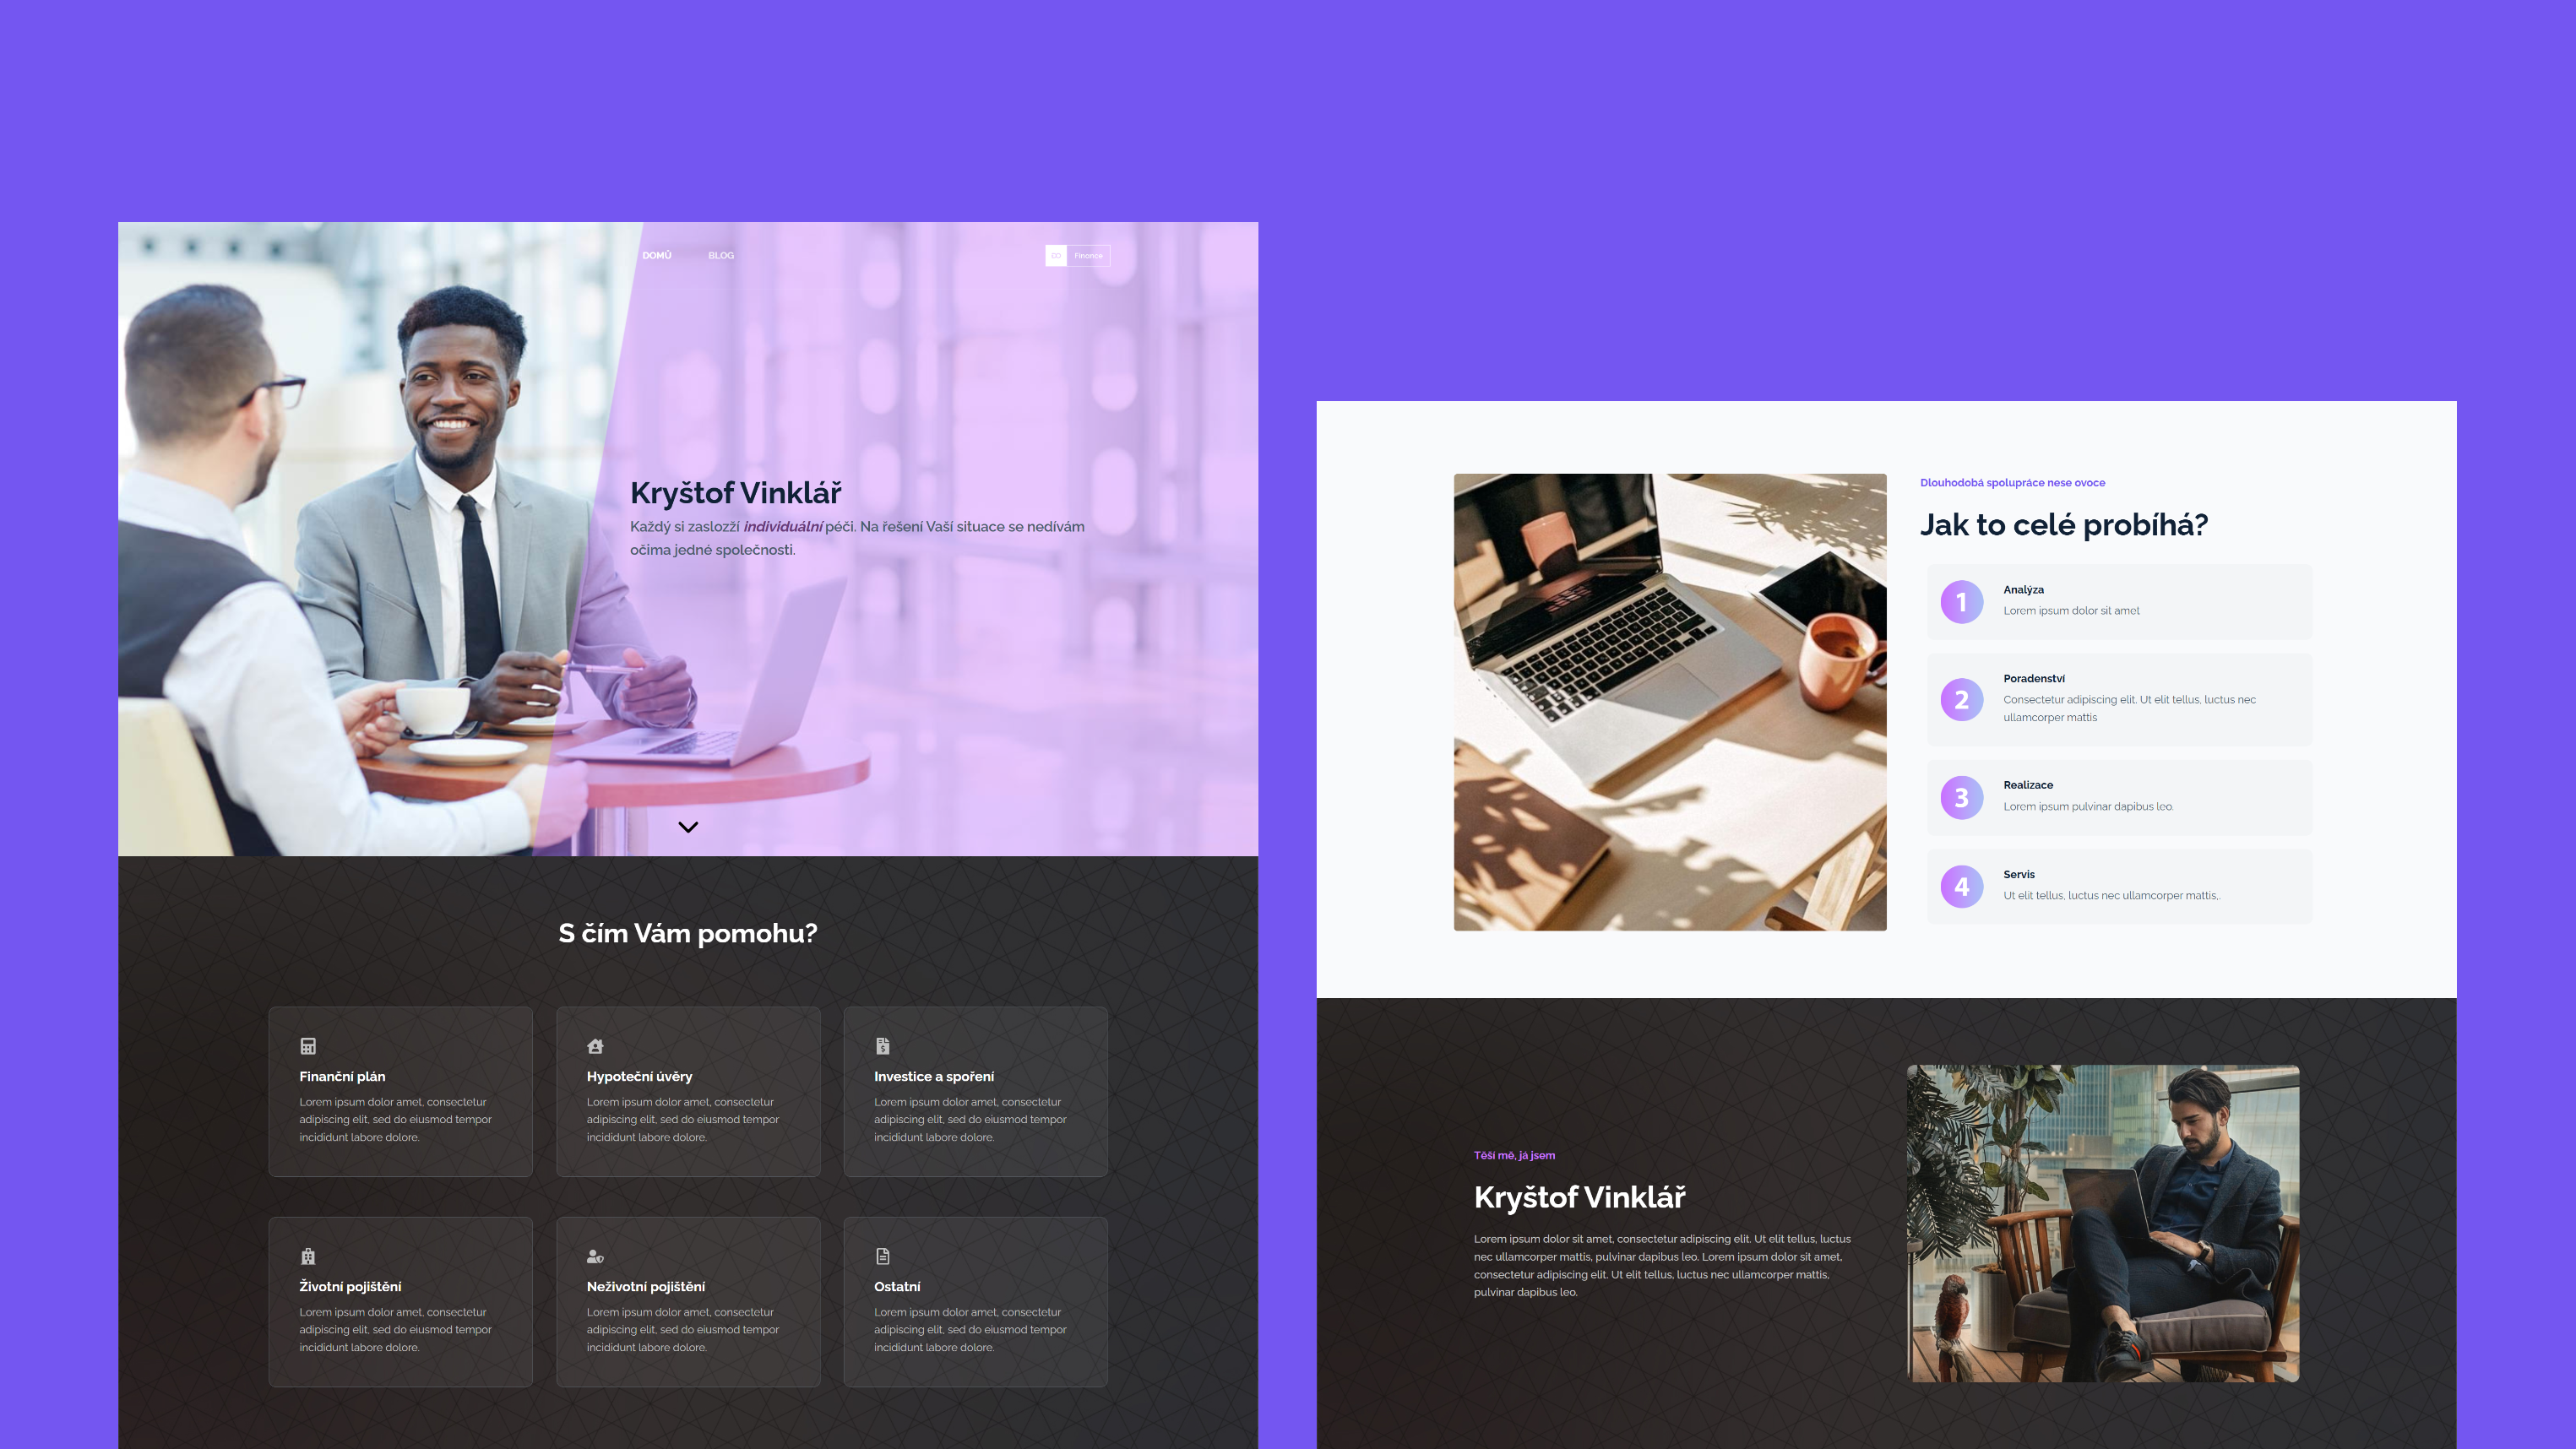 DOMŮ BLOG
Finance
Kryštof Vinklář
Každý si zaslozží individuální péči. Na řešení Vaší situace se nedívám
očima jedné společnosti.
S čím Vám pomohu?
Finanční plán
Lorem ipsum dolor amet, consectetur
adipiscing elit, sed do eiusmod tempor
incididunt labore dolore.
Hypoteční úvěry
Lorem ipsum dolor amet, consectetur
adipiscing elit, sed do eiusmod tempor
incididunt labore dolore.
Investice a spoření
Lorem ipsum dolor amet, consectetur
adipiscing elit, sed do eiusmod tempor
incididunt labore dolore.
Životní pojištění
Lorem ipsum dolor amet, consectetur
adipiscing elit, sed do eiusmod tempor
incididunt labore dolore.
Neživotní pojištění
Lorem ipsum dolor amet, consectetur
adipiscing elit, sed do eiusmod tempor
incididunt labore dolore.
Ostatní
Lorem ipsum dolor amet, consectetur
adipiscing elit, sed do eiusmod tempor
incididunt labore dolore.
Dlouhodobá spolupráce nese ovoce
Jak to celé probíhá?
1
Analýza
Lorem ipsum dolor sit amet
2
Poradenství
Consectetur adipiscing elit. Ut elit tellus, luctus nec
ullamcorper mattis
3
Realizace
Lorem ipsum pulvinar dapibus leo.
4
Servis
Ut elit tellus, luctus nec ullamcorper mattis,.
Těší mě, já jsem
Kryštof Vinklář
Lorem ipsum dolor sit amet, consectetur adipiscing elit. Ut elit tellus, luctus
nec ullamcorper mattis, pulvinar dapibus leo. Lorem ipsum dolor sit amet,
consectetur adipiscing elit. Ut elit tellus, luctus nec ullamcorper mattis,
pulvinar dapibus leo.